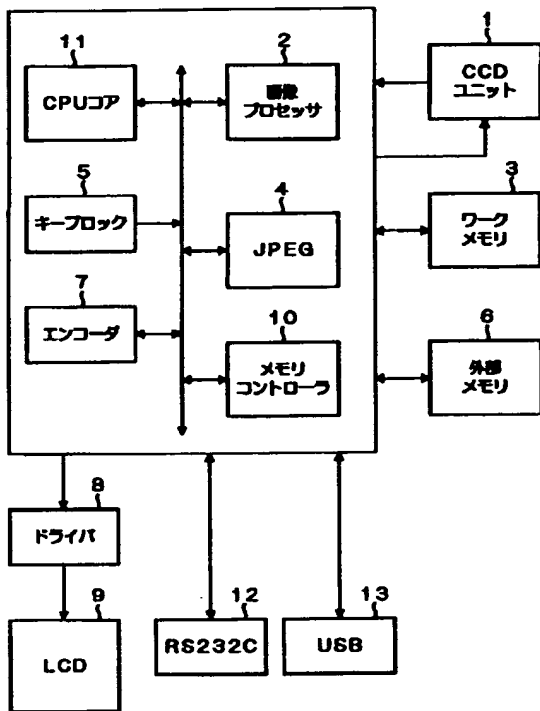 11
CPUコア
2
画像
プロセッサ
1
CCD
ユニット
5
キーブロック
4
JPEG
3
ワーク
メモリ
7
エンコーダ
10
メモリ
コントローラ
6
外部
メモリ
8
ドライバ
9
LCD
12
RS232C
13
USB